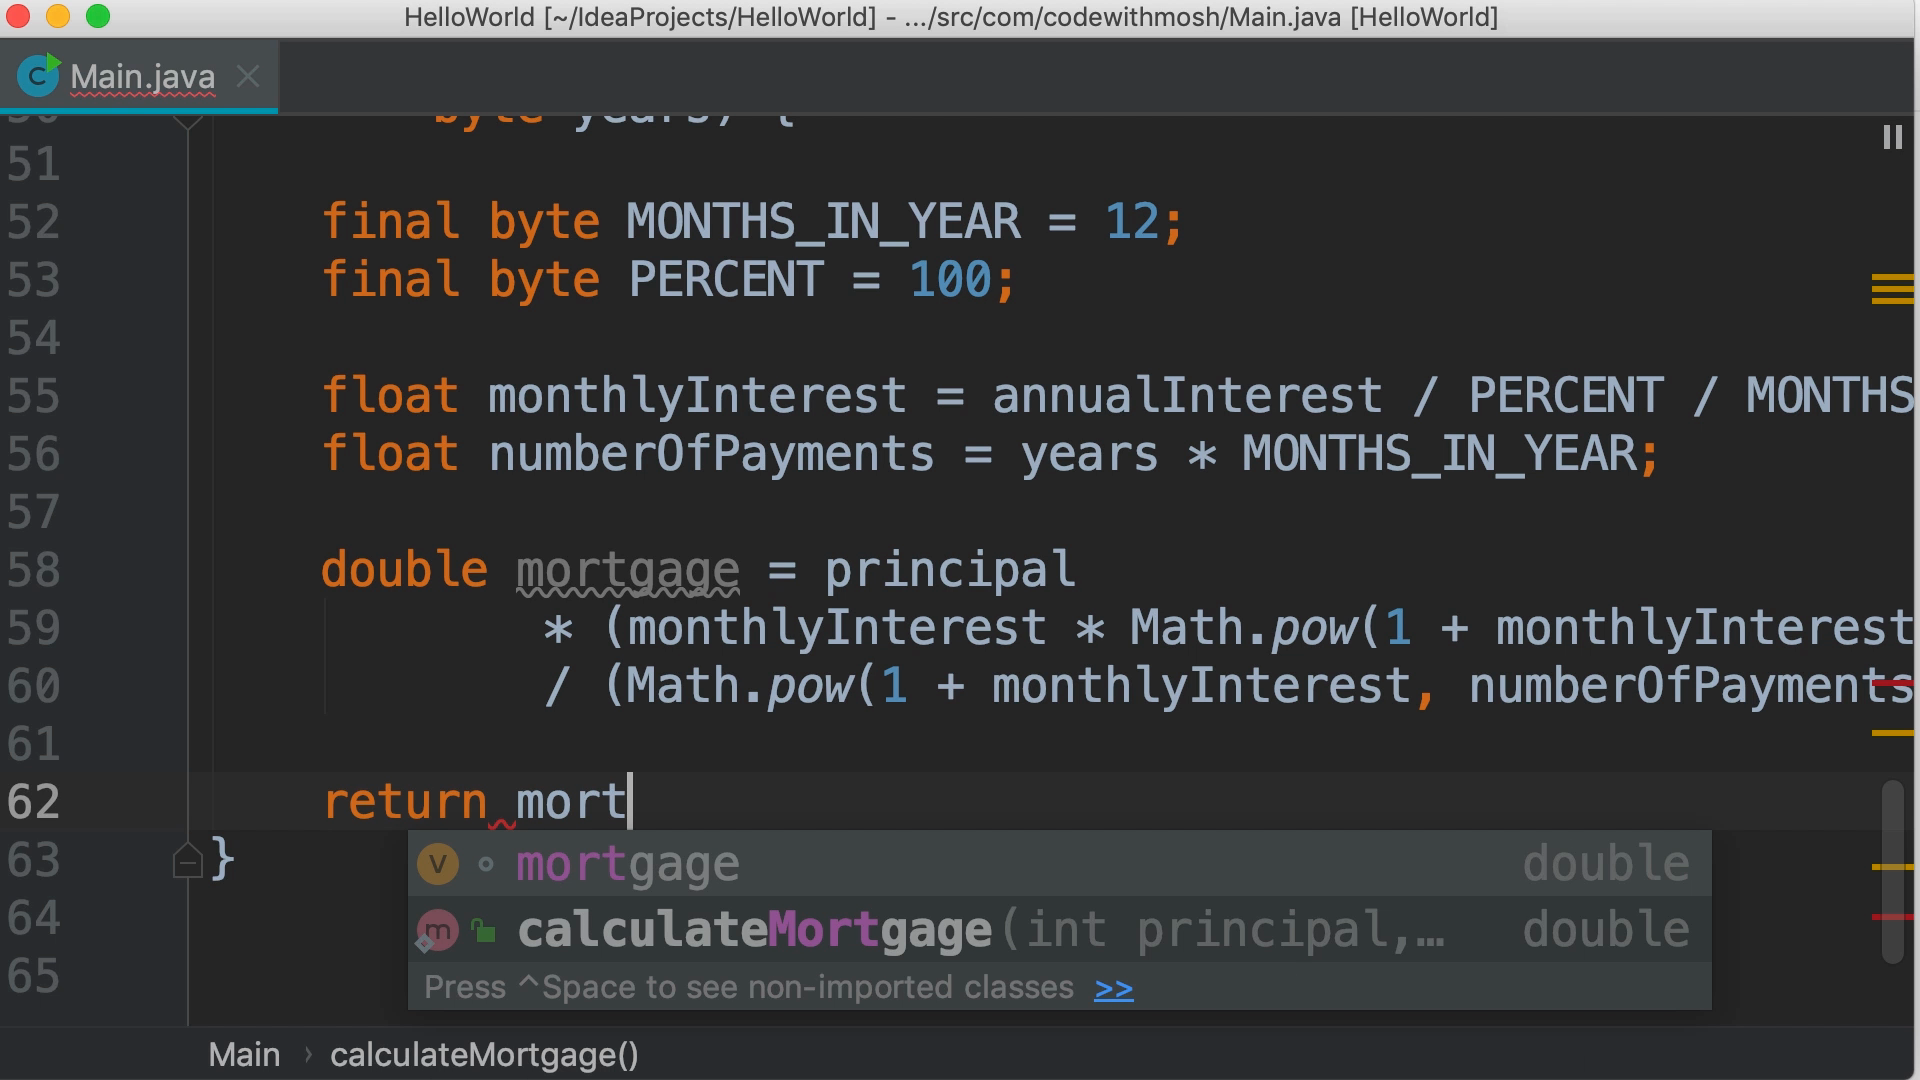 HelloWorld [~/IdeaProjects/HelloWorld] - .../src/com/codewithmosh/Main.java [HelloWorld]
C Main.java
byte years) {
51
52 final byte MONTHS_IN_YEAR = 12;
53 final byte PERCENT = 100;
54
55 float monthlyInterest = annualInterest / PERCENT / MONTHS
56 float numberOfPayments = years * MONTHS_IN_YEAR;
57
58 double mortgage = principal
59 * (monthlyInterest * Math.pow(1 + monthlyInterest
60 / (Math.pow(1 + monthlyInterest, numberOfPayments
61
62 return mort
63 }
v mortgage double
m calculateMortgage(int principal,… double
64
65
Press ^Space to see non-imported classes >>
Main › calculateMortgage()